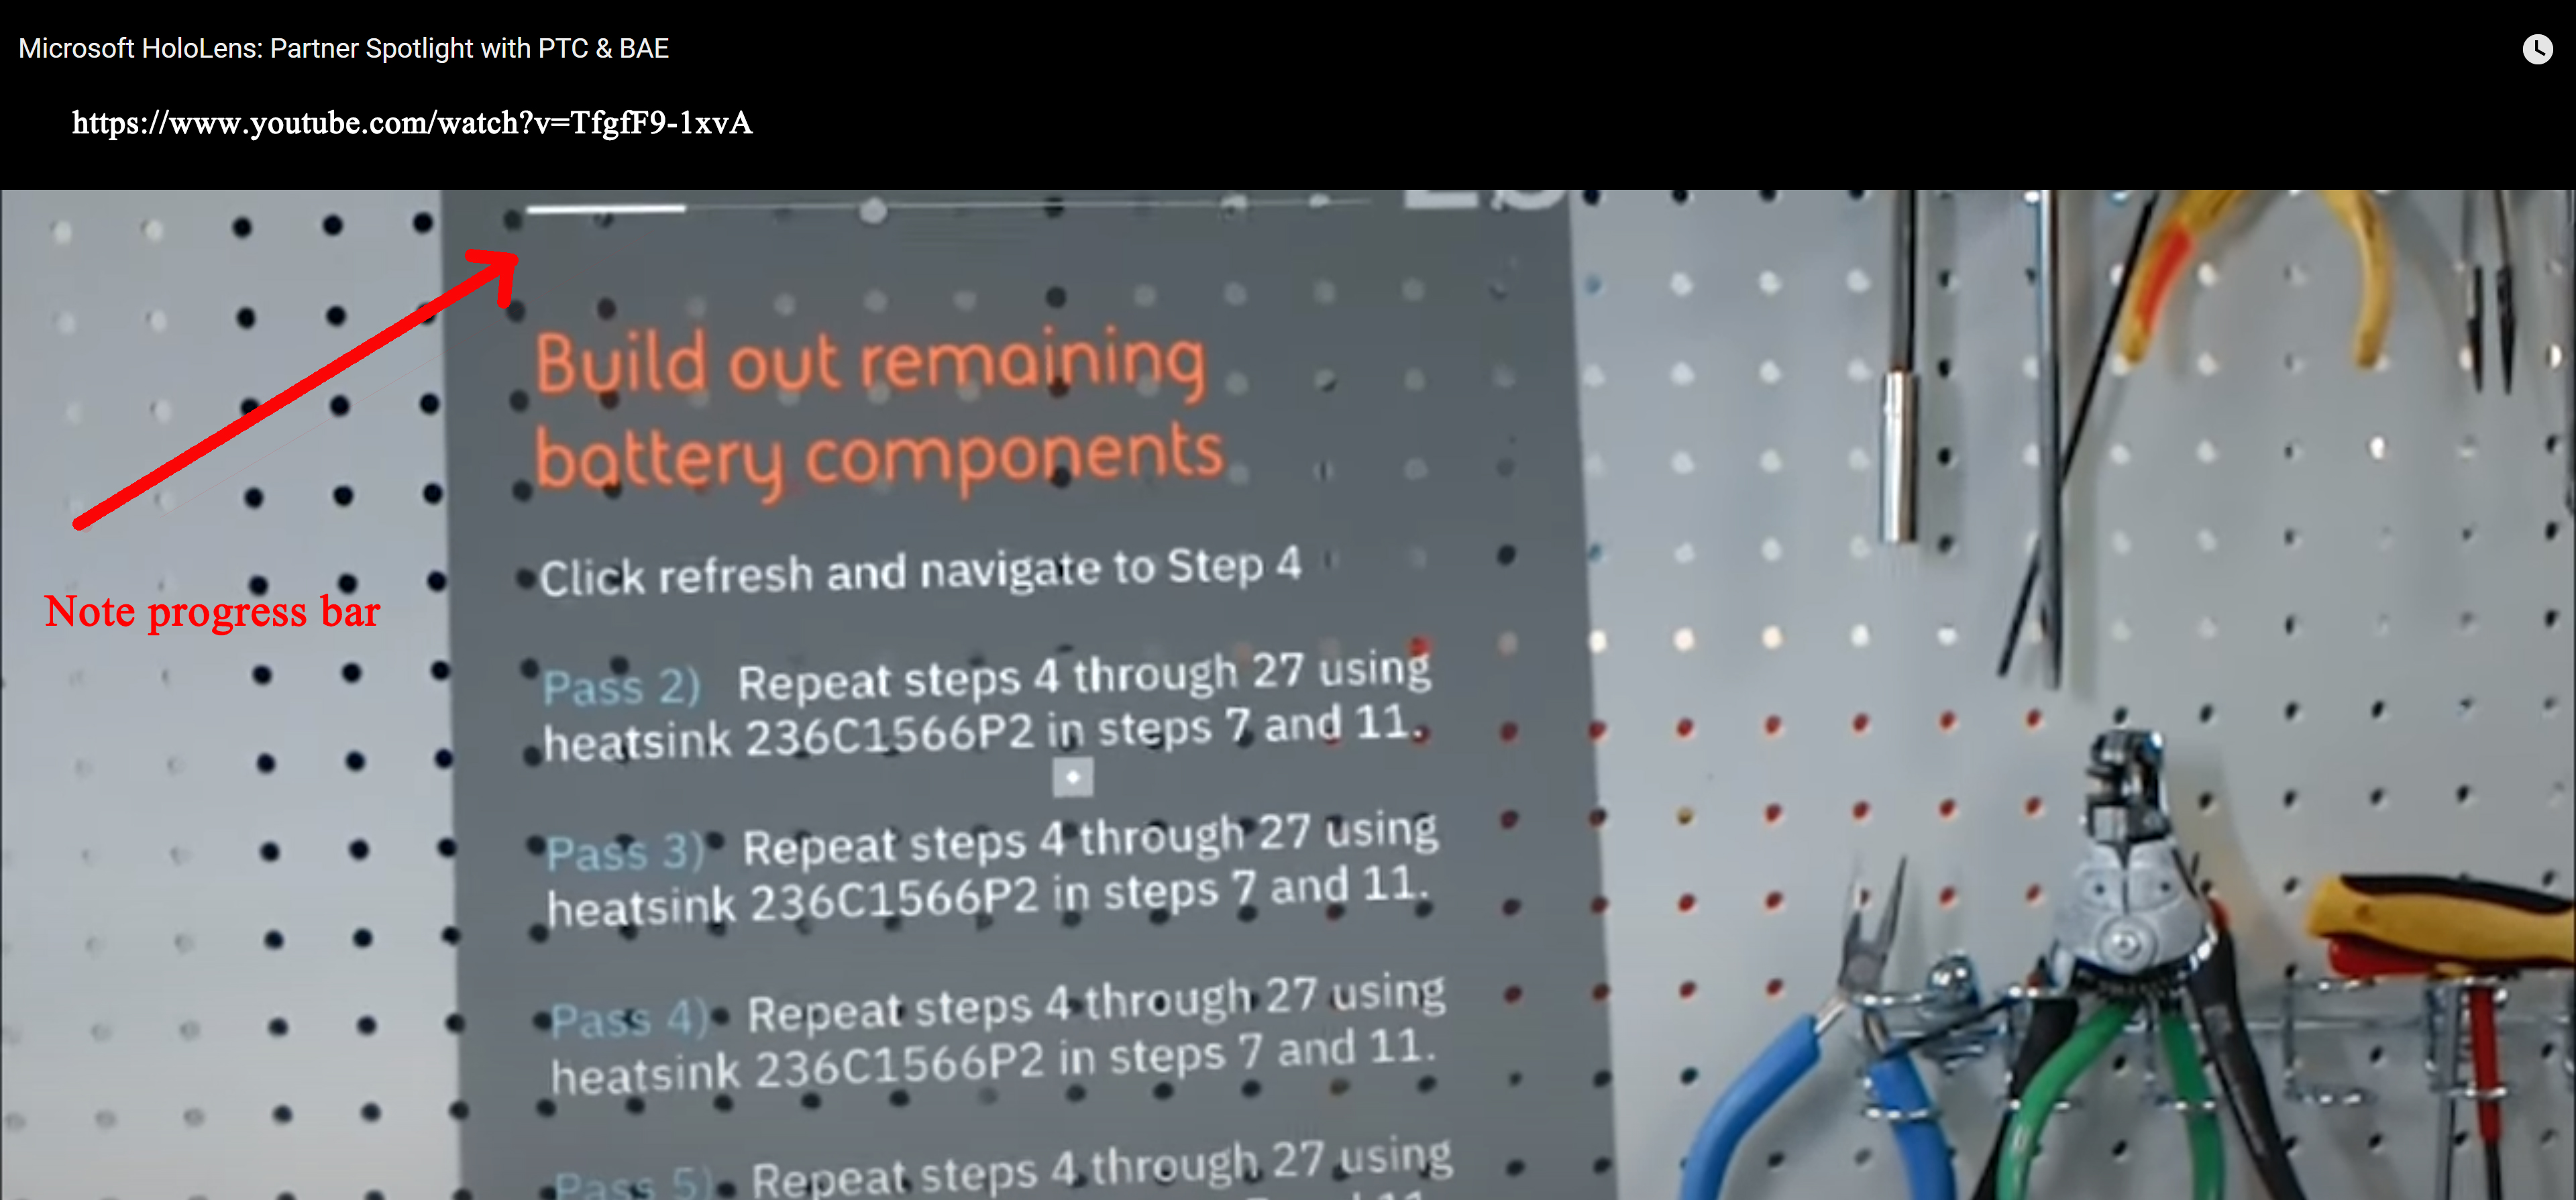 Microsoft HoloLens: Partner Spotlight with PTC & BAE
https://www.youtube.com/watch?v=TfgfF9-1xvA
Build out remaining
battery components
Click refresh and navigate to Step 4
Note progress bar
Pass 2) Repeat steps 4 through 27 using
heatsink 236C1566P2 in steps 7 and 11.
Pass 3) Repeat steps 4 through 27 using
heatsink 236C1566P2 in steps 7 and 11.
Pass 4) Repeat steps 4 through 27 using
heatsink 236C1566P2 in steps 7 and 11.
Pass 5) Repeat steps 4 through 27 using